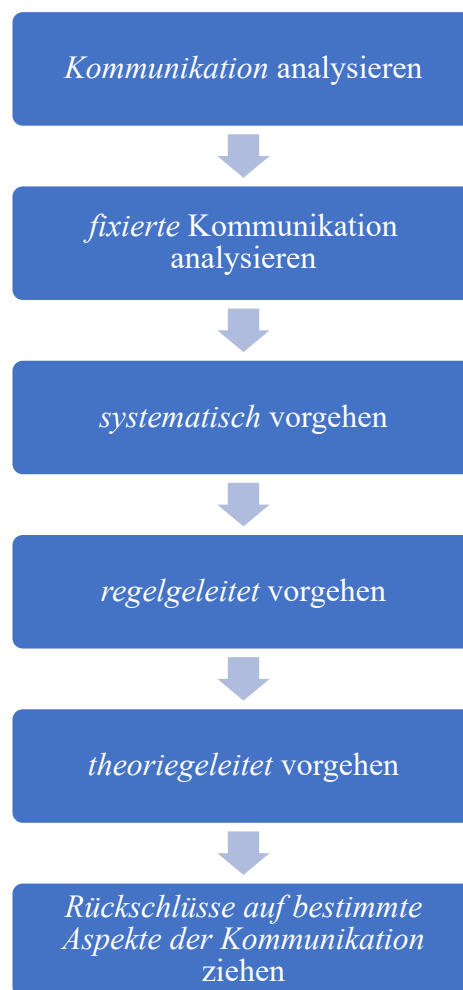 Kommunikation analysieren
fixierte Kommunikation
analysieren
systematisch vorgehen
regelgeleitet vorgehen
theoriegeleitet vorgehen
Rückschlüsse auf bestimmte
Aspekte der Kommunikation
ziehen